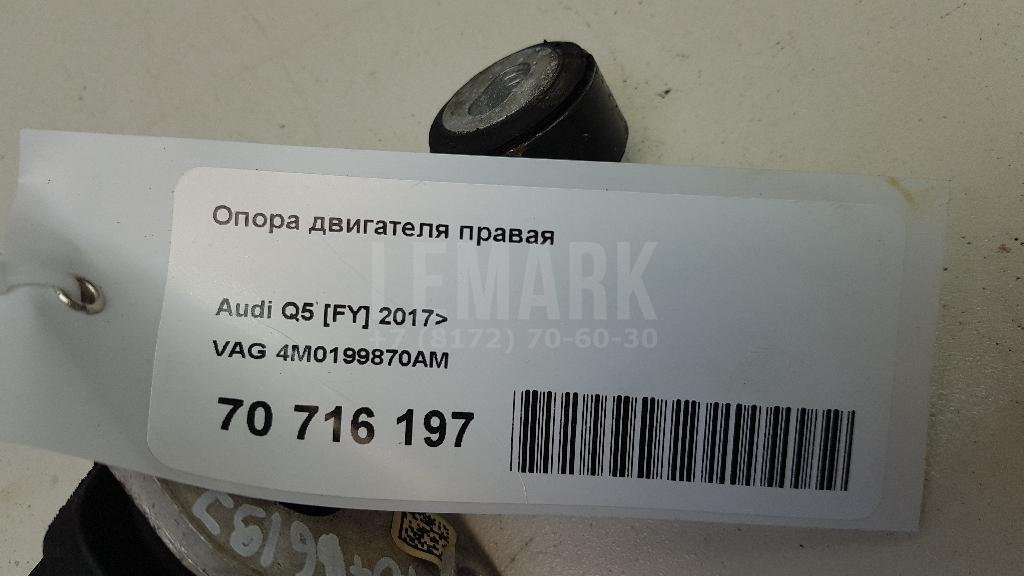 Опора двигателя правая
LEMARK
Audi Q5 [FY] 2017>
+7 (8172) 70-60-30
VAG 4M0199870AM
70 716 197